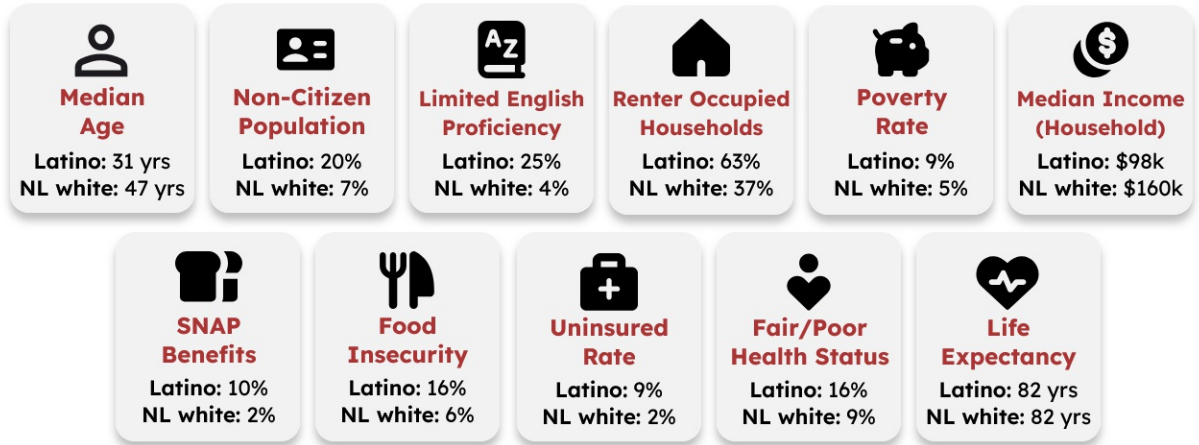 A Z
$
Median
Age
Latino: 31 yrs
NL white: 47 yrs
Non-Citizen
Population
Latino: 20%
NL white: 7%
Limited English
Proficiency
Latino: 25%
NL white: 4%
Renter Occupied
Households
Latino: 63%
NL white: 37%
Poverty
Rate
Latino: 9%
NL white: 5%
Median Income
(Household)
Latino: $98k
NL white: $160k
SNAP
Benefits
Latino: 10%
NL white: 2%
Food
Insecurity
Latino: 16%
NL white: 6%
Uninsured
Rate
Latino: 9%
NL white: 2%
Fair/Poor
Health Status
Latino: 16%
NL white: 9%
Life
Expectancy
Latino: 82 yrs
NL white: 82 yrs